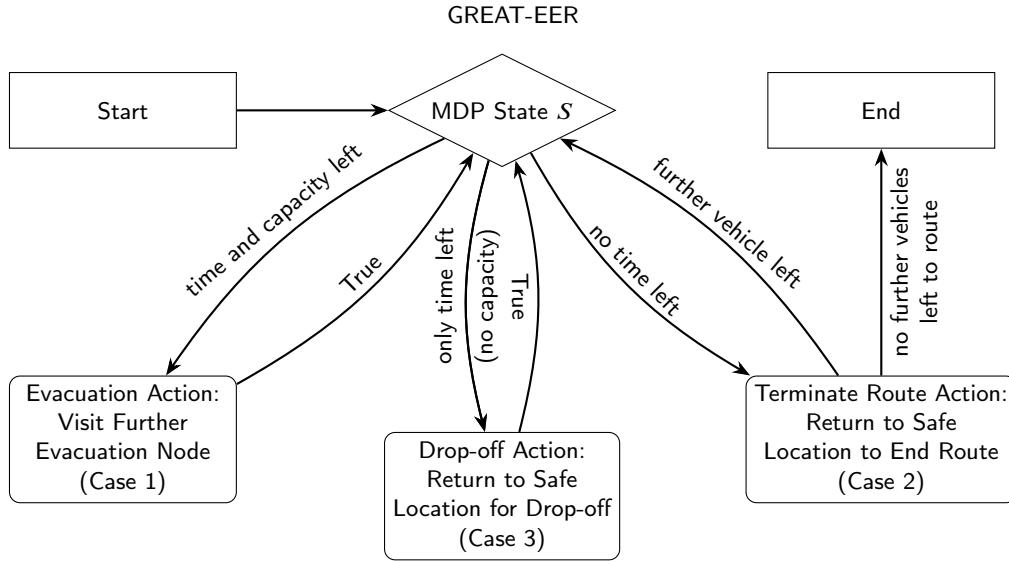 GREAT-EER
Start
MDP State S
End
time and capacity left
True
only time left
(no capacity)
True
no time left
further vehicle left
no further vehicles
left to route
Evacuation Action:
Visit Further
Evacuation Node
(Case 1)
Drop-off Action:
Return to Safe
Location for Drop-off
(Case 3)
Terminate Route Action:
Return to Safe
Location to End Route
(Case 2)